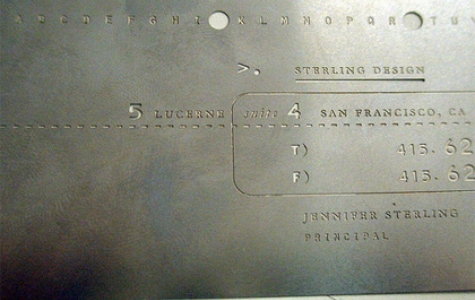 A B C D E F G H I K L M N O P Q R T U
>. STERLING DESIGN
5 LUCERNE suite 4 SAN FRANCISCO, CA
T) 415. 62
F) 415. 62
JENNIFER STERLING
PRINCIPAL